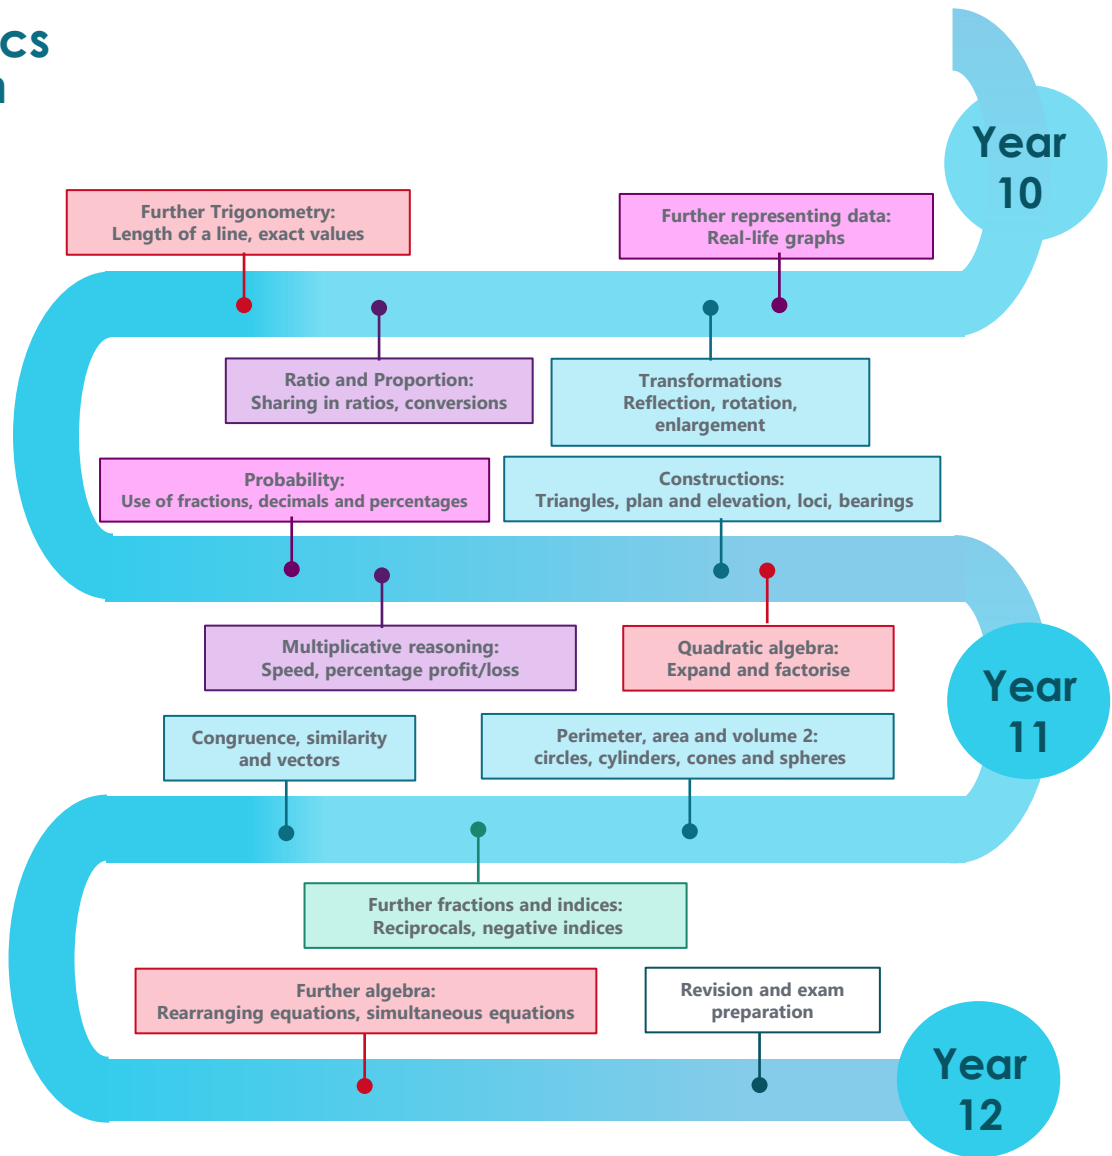 cs
Year
10
Further Trigonometry:
Length of a line, exact values
Further representing data:
Real-life graphs
Ratio and Proportion:
Sharing in ratios, conversions
Transformations
Reflection, rotation,
enlargement
Probability:
Use of fractions, decimals and percentages
Constructions:
Triangles, plan and elevation, loci, bearings
Multiplicative reasoning:
Speed, percentage profit/loss
Quadratic algebra:
Expand and factorise
Year
11
Congruence, similarity
and vectors
Perimeter, area and volume 2:
circles, cylinders, cones and spheres
Further fractions and indices:
Reciprocals, negative indices
Further algebra:
Rearranging equations, simultaneous equations
Revision and exam
preparation
Year
12